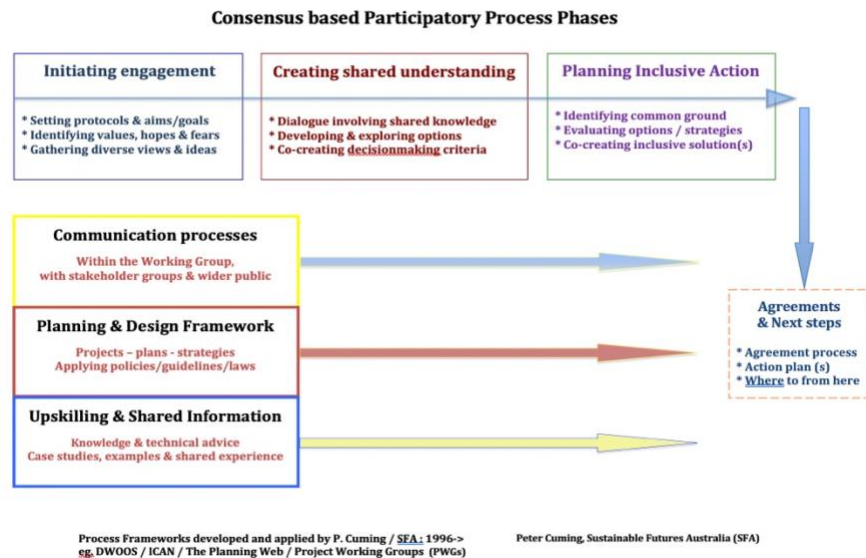 Consensus based Participatory Process Phases
Initiating engagement
* Setting protocols & aims/goals
* Identifying values, hopes & fears
* Gathering diverse views & ideas
Creating shared understanding
* Dialogue involving shared knowledge
* Developing & exploring options
* Co-creating decisionmaking criteria
Planning Inclusive Action
* Identifying common ground
* Evaluating options / strategies
* Co-creating inclusive solution(s)
Communication processes
Within the Working Group,
with stakeholder groups & wider public
Planning & Design Framework
Projects – plans - strategies
Applying policies/guidelines/laws
Upskilling & Shared Information
Knowledge & technical advice
Case studies, examples & shared experience
Agreements
& Next steps
* Agreement process
* Action plan (s)
* Where to from here
Process Frameworks developed and applied by P. Cuming / SFA : 1996->
eg. DWOOS / ICAN / The Planning Web / Project Working Groups (PWGs)
Peter Cuming, Sustainable Futures Australia (SFA)